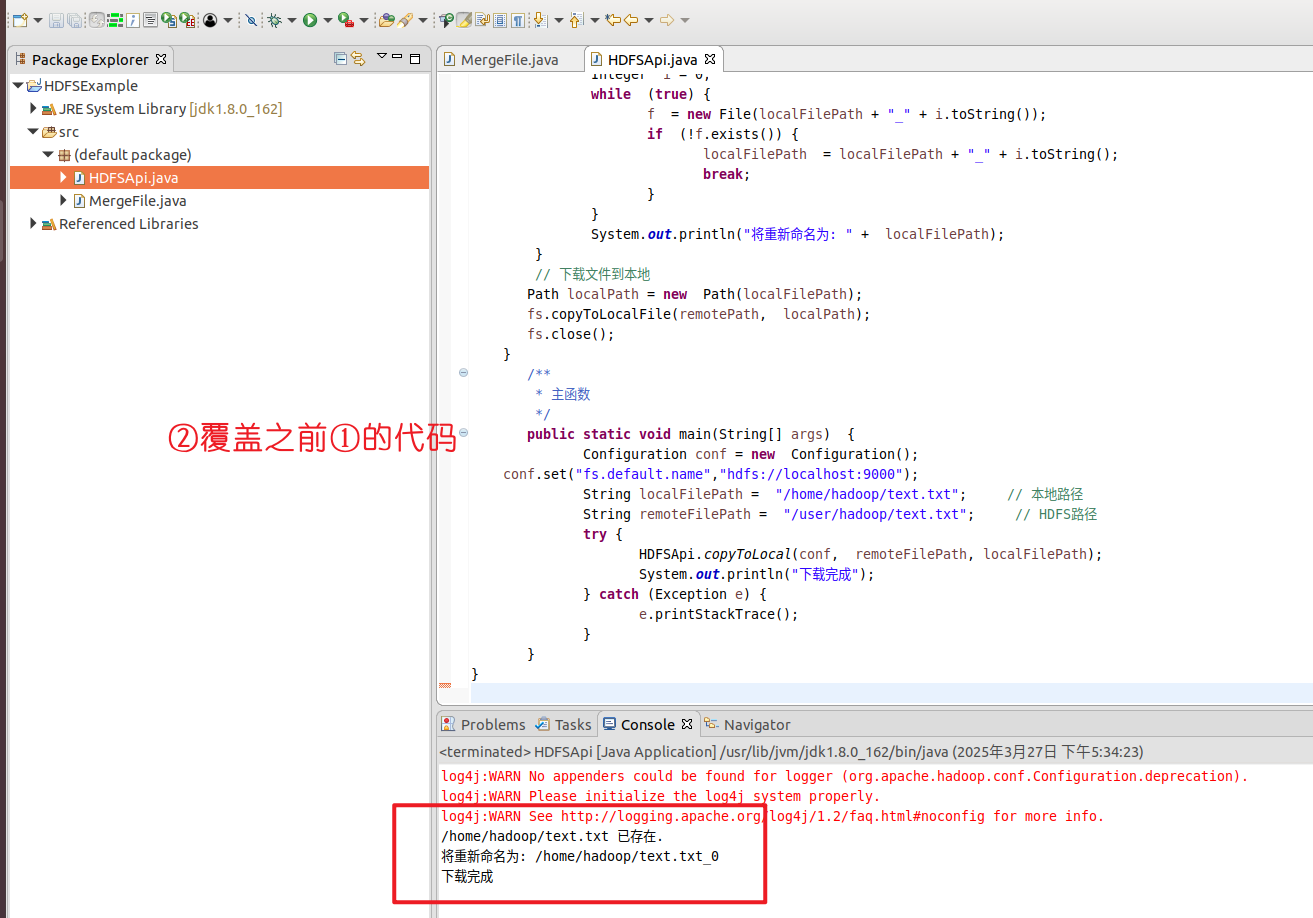 Package Explorer
HDFSExample
JRE System Library [jdk1.8.0_162]
src
(default package)
HDFSApi.java
MergeFile.java
Referenced Libraries
②覆盖之前①的代码
MergeFile.java
HDFSApi.java
Integer i = 0;
while (true) {
f = new File(localFilePath + "_" + i.toString());
if (!f.exists()) {
localFilePath = localFilePath + "_" + i.toString();
break;
}
}
System.out.println("将重新命名为: " + localFilePath);
}
// 下载文件到本地
Path localPath = new Path(localFilePath);
fs.copyToLocalFile(remotePath, localPath);
fs.close();
}
/**
* 主函数
*/
public static void main(String[] args) {
Configuration conf = new Configuration();
conf.set("fs.default.name","hdfs://localhost:9000");
String localFilePath = "/home/hadoop/text.txt"; // 本地路径
String remoteFilePath = "/user/hadoop/text.txt"; // HDFS路径
try {
HDFSApi.copyToLocal(conf, remoteFilePath, localFilePath);
System.out.println("下载完成");
} catch (Exception e) {
e.printStackTrace();
}
}
}
Problems Tasks Console Navigator
<terminated> HDFSApi [Java Application] /usr/lib/jvm/jdk1.8.0_162/bin/java (2025年3月27日 下午5:34:23)
log4j:WARN No appenders could be found for logger (org.apache.hadoop.conf.Configuration.deprecation).
log4j:WARN Please initialize the log4j system properly.
log4j:WARN See http://logging.apache.org/log4j/1.2/faq.html#noconfig for more info.
/home/hadoop/text.txt 已存在.
将重新命名为: /home/hadoop/text.txt_0
下载完成